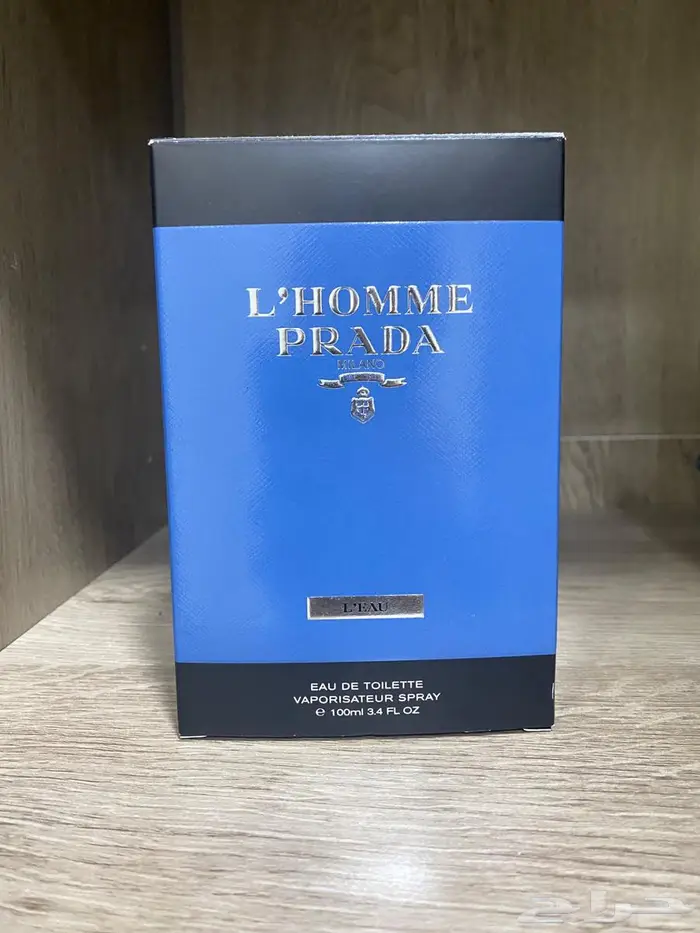 L'HOMME
PRADA
MILANO
L'EAU
EAU DE TOILETTE
VAPORISATEUR SPRAY
℮ 100ml 3.4 FL OZ
حراج